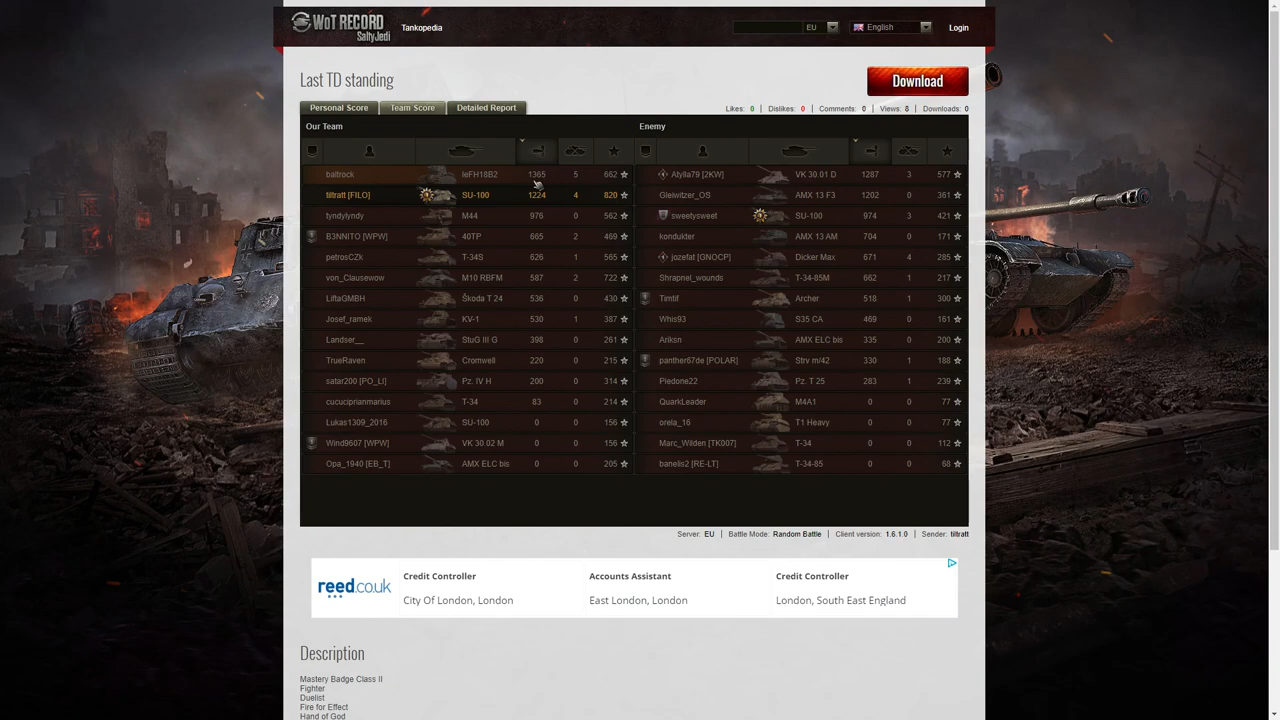 WoT RECORD
SaltyJedi
Tankopedia
EU
English
Login
Last TD standing
Download
Personal Score
Team Score
Detailed Report
Likes: 0 | Dislikes: 0 | Comments: 0 | Views: 8 | Downloads: 0
Our Team
Enemy
baltrock leFH18B2 1365 5 662
Atylla79 [2KW] VK 30.01 D 1287 3 577
tiltratt [FILO] SU-100 1224 4 820
Gleiwitzer_OS AMX 13 F3 1202 0 361
tyndylyndy M44 976 0 562
sweetysweet SU-100 974 3 421
B3NNITO [WPW] 40TP 665 2 469
kondukter AMX 13 AM 704 0 171
petrosCZk T-34S 626 1 565
jozefat [GNOCP] Dicker Max 671 4 285
von_Clausewow M10 RBFM 587 2 722
Shrapnel_wounds T-34-85M 662 1 217
LiftaGMBH Škoda T 24 536 0 430
Timtif Archer 518 1 300
Josef_ramek KV-1 530 1 387
Whis93 S35 CA 469 0 161
Landser__ StuG III G 398 0 261
Ariksn AMX ELC bis 335 0 200
TrueRaven Cromwell 220 0 215
panther67de [POLAR] Strv m/42 330 1 188
satar200 [PO_LI] Pz. IV H 200 0 314
Piedone22 Pz. T 25 283 1 239
cucuciprianmarius T-34 83 0 214
QuarkLeader M4A1 0 0 77
Lukas1309_2016 SU-100 0 0 156
orela_16 T1 Heavy 0 0 77
Wind9607 [WPW] VK 30.02 M 0 0 156
Marc_Wilden [TK007] T-34 0 0 112
Opa_1940 [EB_T] AMX ELC bis 0 0 205
banelis2 [RE-LT] T-34-85 0 0 68
Server: EU | Battle Mode: Random Battle | Client version: 1.6.1.0 | Sender: tiltratt
reed.co.uk
Credit Controller
City Of London, London
Accounts Assistant
East London, London
Credit Controller
London, South East England
Description
Mastery Badge Class II
Fighter
Duelist
Fire for Effect
Hand of God